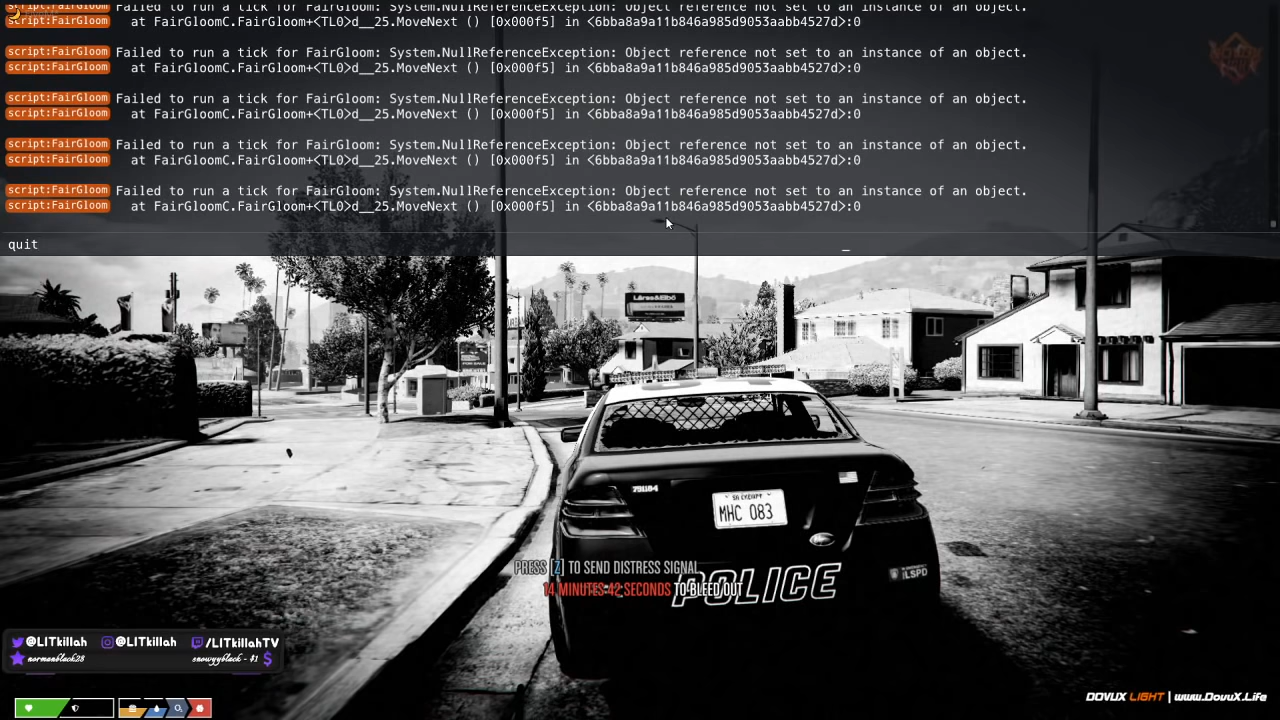 script:FairGloom Failed to run a tick for FairGloom: System.NullReferenceException: Object reference not set to an instance of an object.
script:FairGloom at FairGloomC.FairGloom+<TL0>d__25.MoveNext () [0x000f5] in <6bba8a9a11b846a985d9053aabb4527d>:0
script:FairGloom Failed to run a tick for FairGloom: System.NullReferenceException: Object reference not set to an instance of an object.
script:FairGloom at FairGloomC.FairGloom+<TL0>d__25.MoveNext () [0x000f5] in <6bba8a9a11b846a985d9053aabb4527d>:0
script:FairGloom Failed to run a tick for FairGloom: System.NullReferenceException: Object reference not set to an instance of an object.
script:FairGloom at FairGloomC.FairGloom+<TL0>d__25.MoveNext () [0x000f5] in <6bba8a9a11b846a985d9053aabb4527d>:0
script:FairGloom Failed to run a tick for FairGloom: System.NullReferenceException: Object reference not set to an instance of an object.
script:FairGloom at FairGloomC.FairGloom+<TL0>d__25.MoveNext () [0x000f5] in <6bba8a9a11b846a985d9053aabb4527d>:0
script:FairGloom Failed to run a tick for FairGloom: System.NullReferenceException: Object reference not set to an instance of an object.
script:FairGloom at FairGloomC.FairGloom+<TL0>d__25.MoveNext () [0x000f5] in <6bba8a9a11b846a985d9053aabb4527d>:0
quit
791184
MHC 083
PRESS [Z] TO SEND DISTRESS SIGNAL
14 MINUTES 42 SECONDS TO BLEED OUT
POLICE
LSPD
@LITkillah @LITkillah /LITkillahTV
normanblack28 snowyyblack - $1
DOVUX LIGHT | www.DovuX.Life